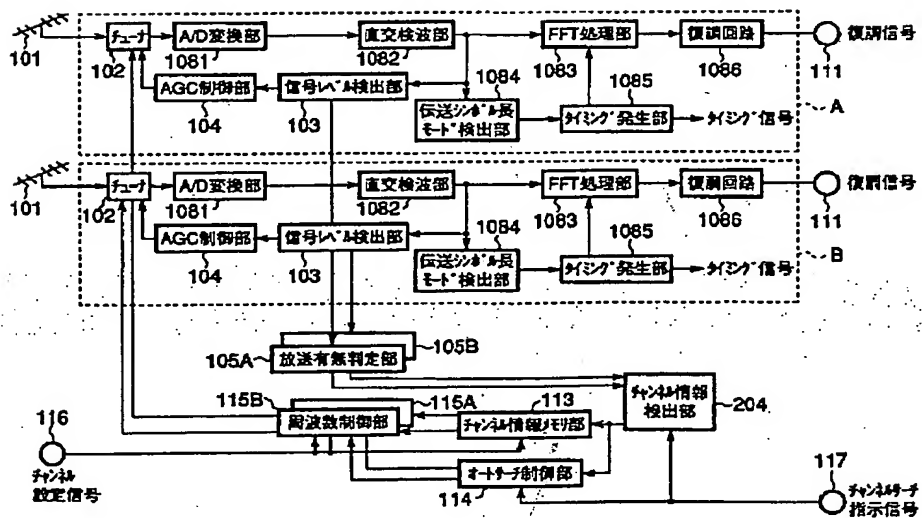 101
チューナ
102
A/D変換部
1081
直交検波部
1082
FFT処理部
1083
復調回路
1086
111
復調信号
AGC制御部
104
信号レベル検出部
103
1084
伝送シンボル長
モード検出部
1085
タイミング発生部
タイミング信号
A
101
チューナ
102
A/D変換部
1081
直交検波部
1082
FFT処理部
1083
復調回路
1086
111
復調信号
AGC制御部
104
信号レベル検出部
103
1084
伝送シンボル長
モード検出部
1085
タイミング発生部
タイミング信号
B
105B
105A
放送有無判定部
115B
115A
周波数制御部
113
チャンネル情報メモリ部
チャンネル情報
検出部
204
116
チャンネル
設定信号
オートサーチ制御部
114
117
チャンネルサーチ
指示信号